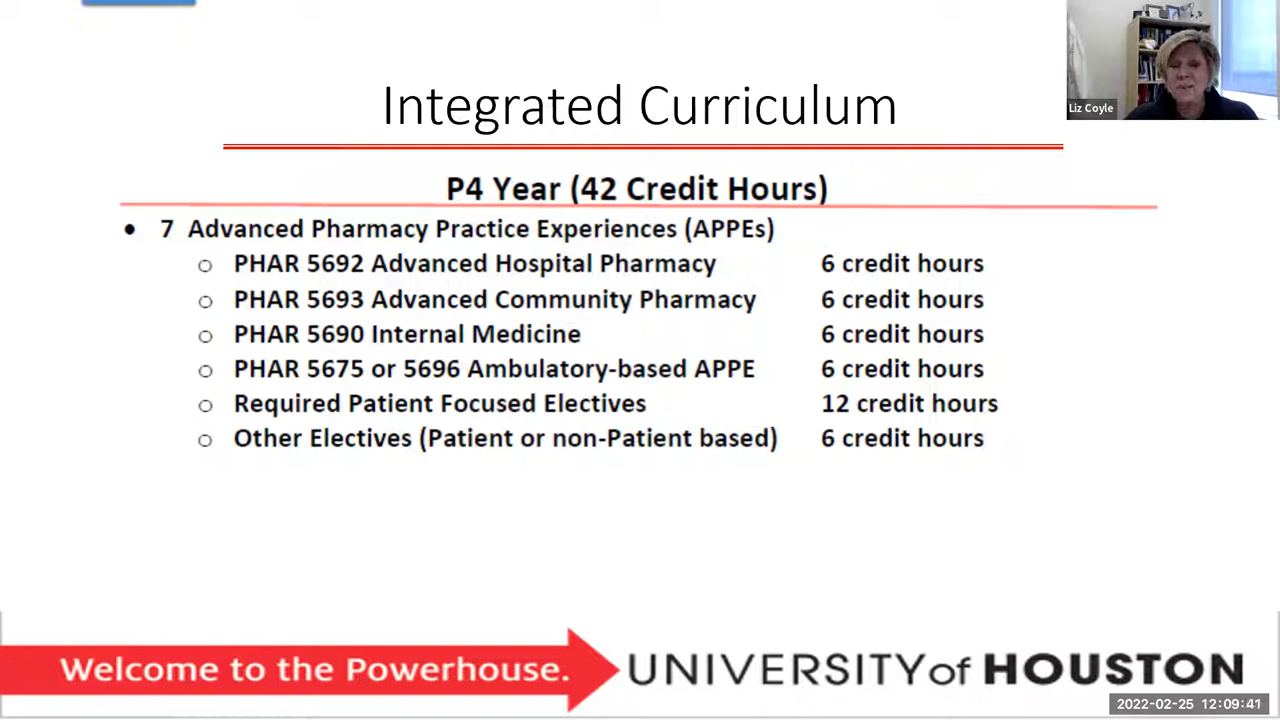 Liz Coyle
Integrated Curriculum
P4 Year (42 Credit Hours)
• 7 Advanced Pharmacy Practice Experiences (APPEs)
o PHAR 5692 Advanced Hospital Pharmacy 6 credit hours
o PHAR 5693 Advanced Community Pharmacy 6 credit hours
o PHAR 5690 Internal Medicine 6 credit hours
o PHAR 5675 or 5696 Ambulatory-based APPE 6 credit hours
o Required Patient Focused Electives 12 credit hours
o Other Electives (Patient or non-Patient based) 6 credit hours
Welcome to the Powerhouse. UNIVERSITY of HOUSTON
2022-02-25 12:09:41